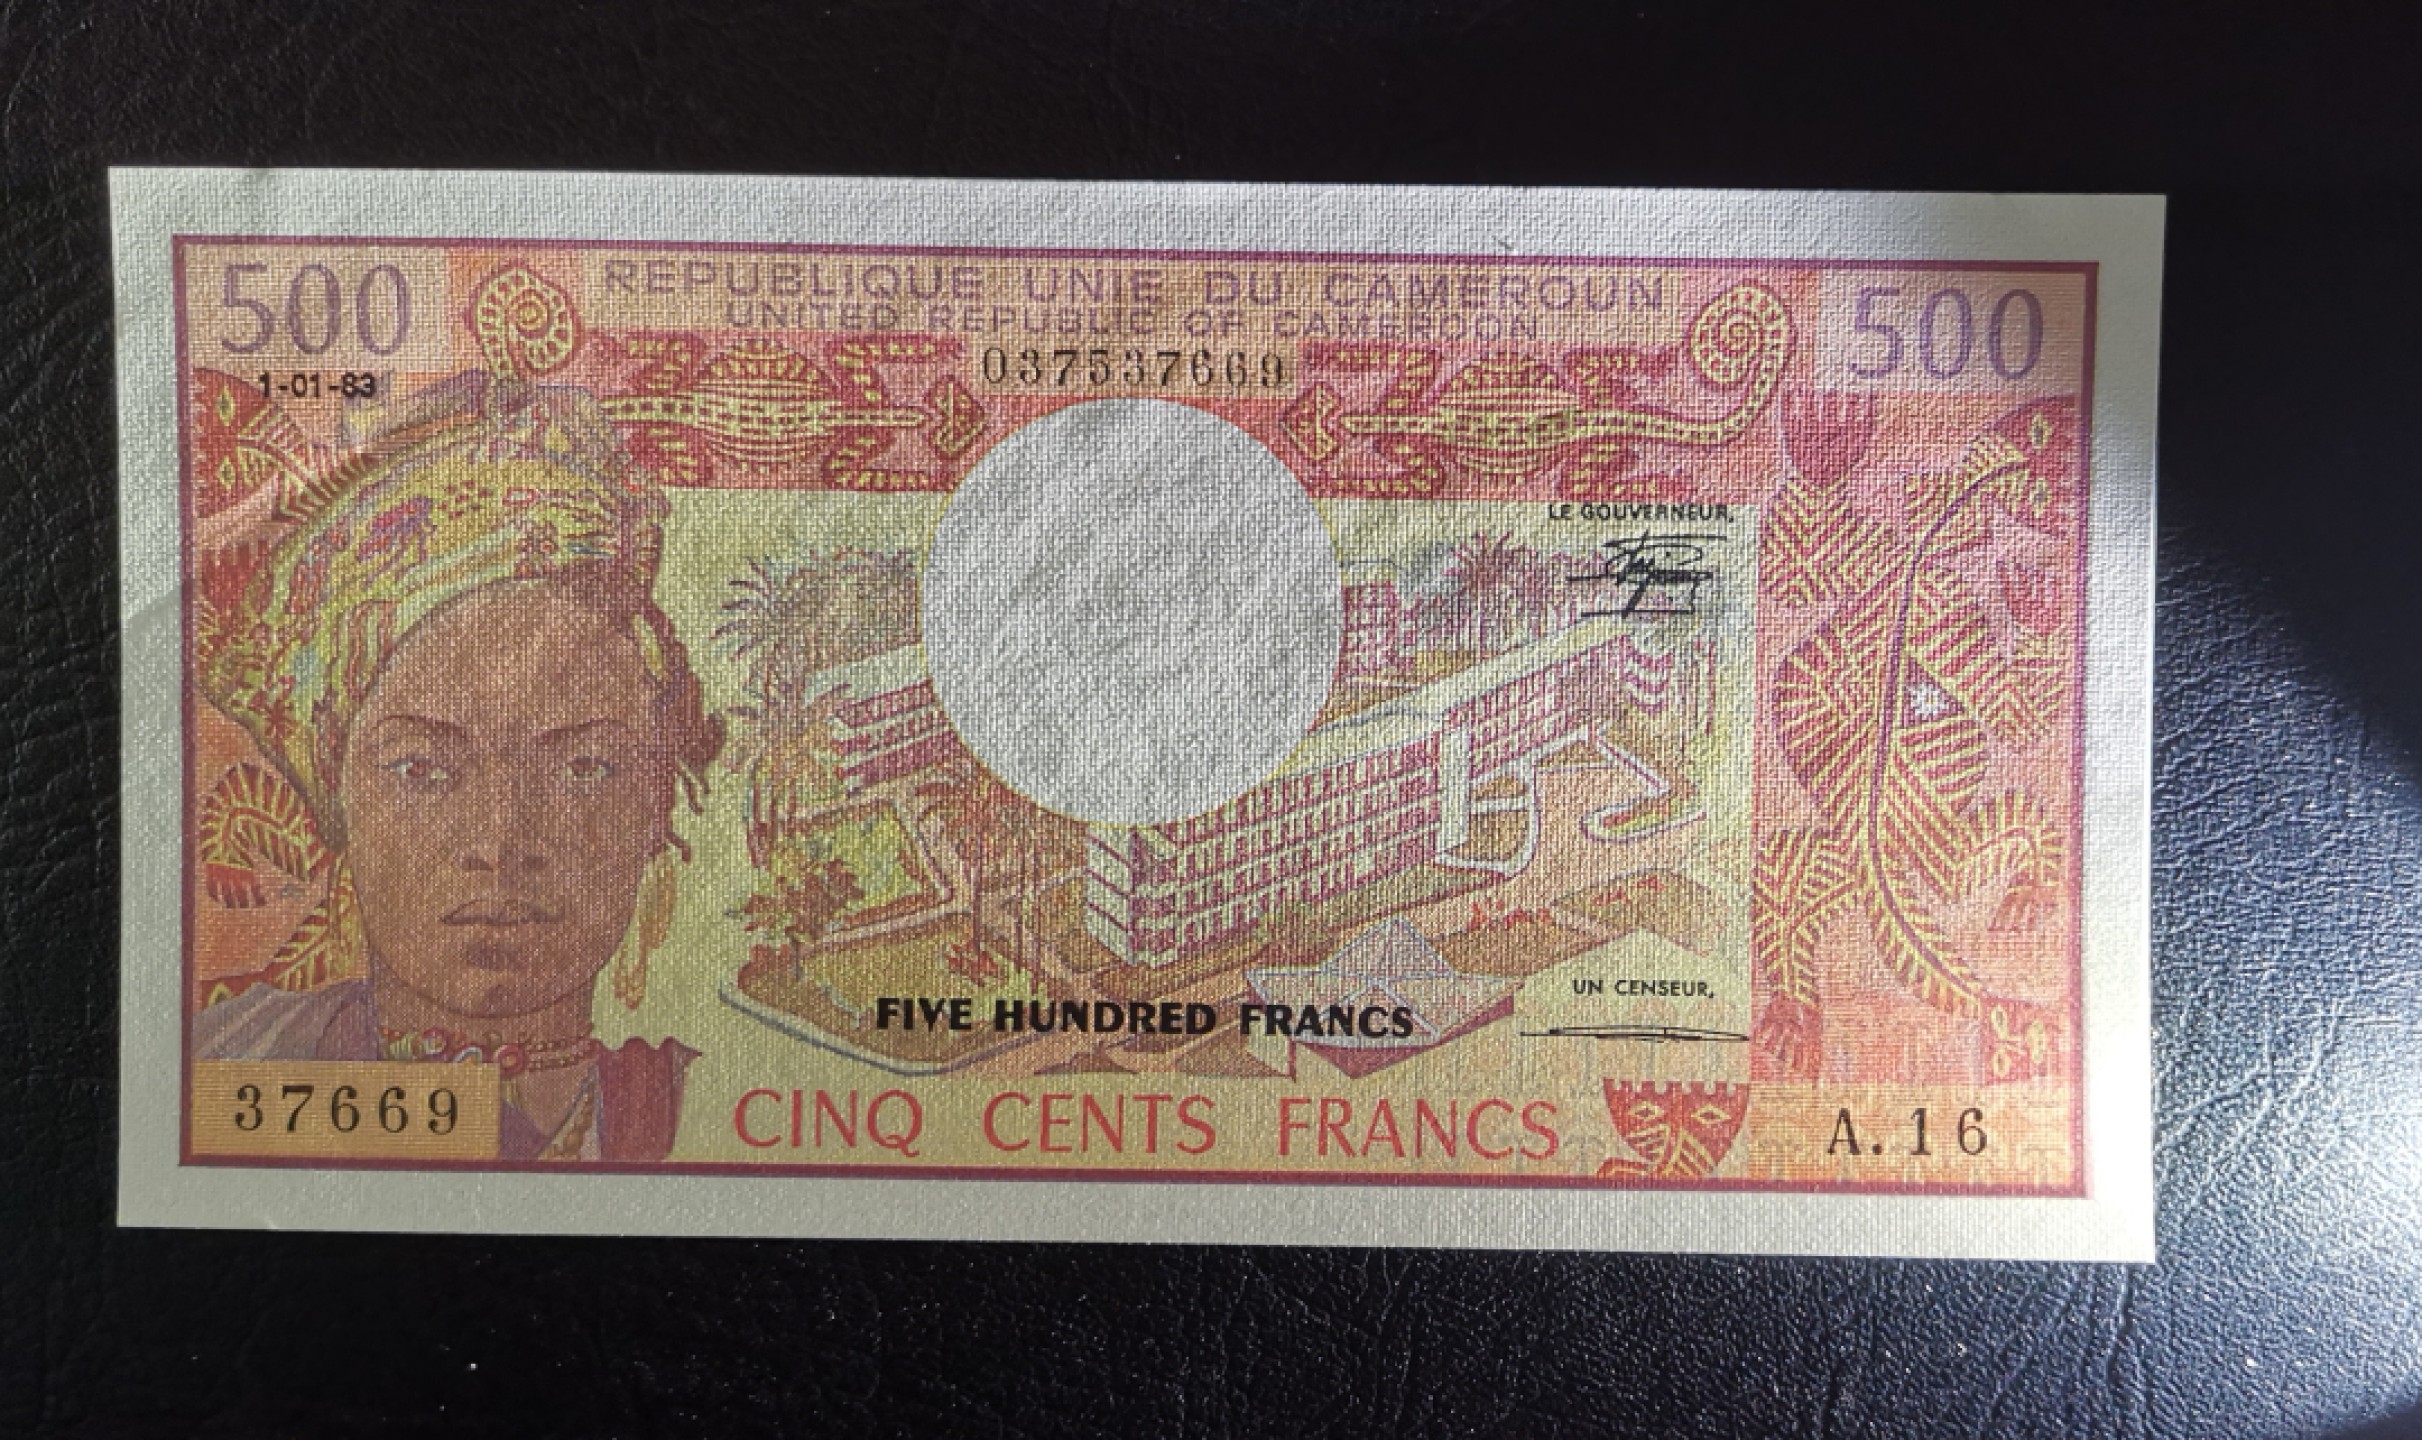 500
REPUBLIQUE UNIE DU CAMEROUN
500
UNITED REPUBLIC OF CAMEROON
037537669
1-01-83
LE GOUVERNEUR,
UN CENSEUR,
FIVE HUNDRED FRANCS
37669
CINQ CENTS FRANCS
A.16